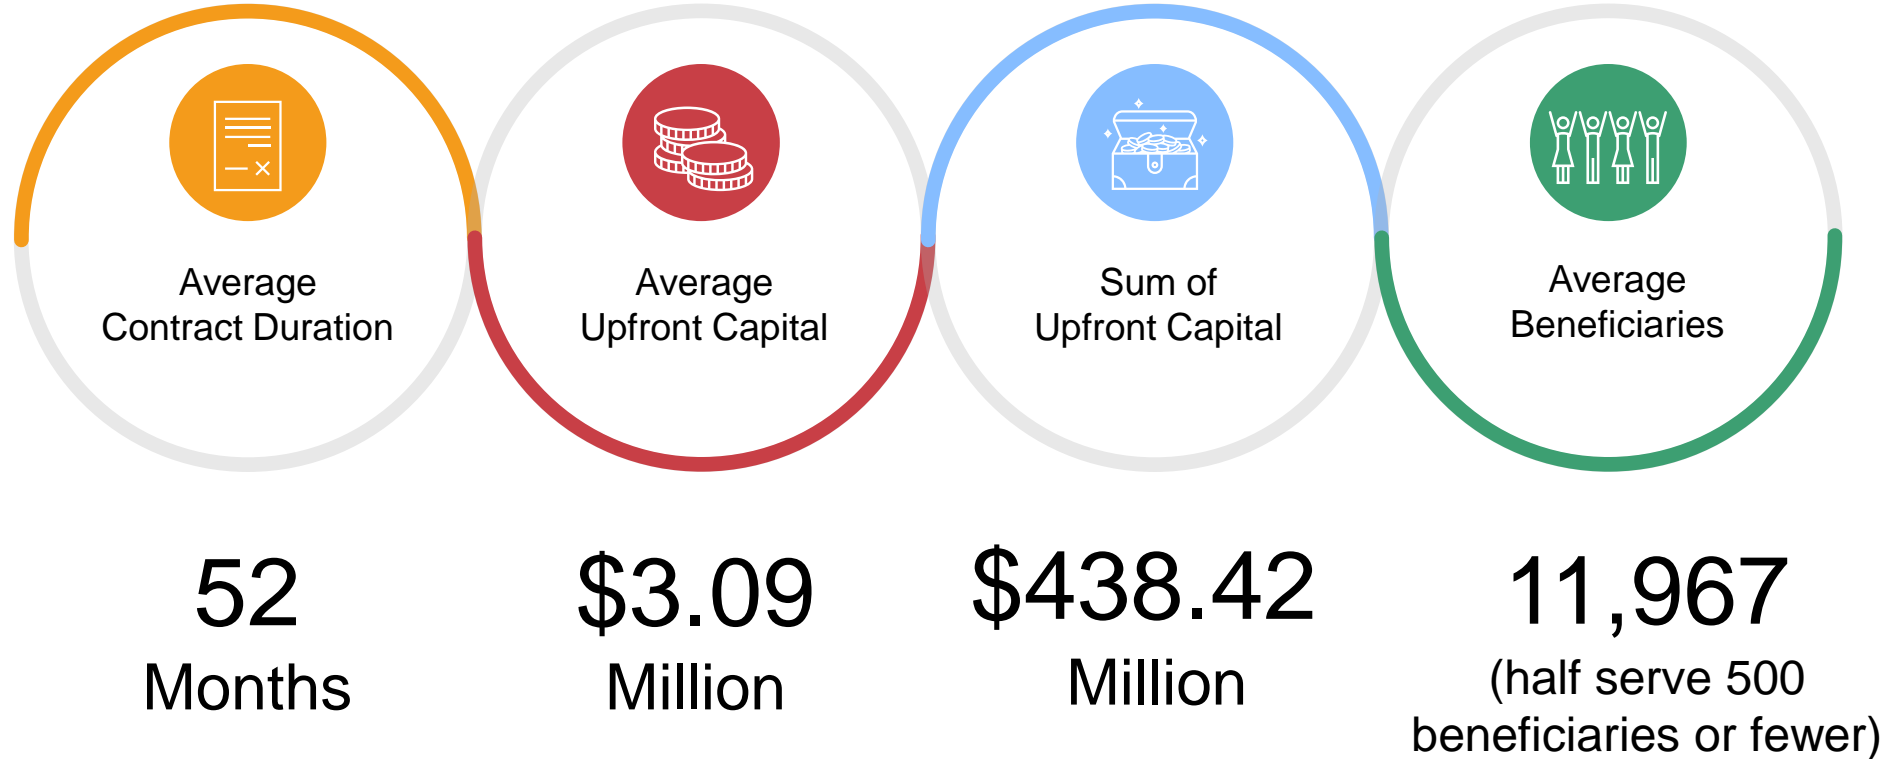 Average
Contract Duration
52
Months
Average
Upfront Capital
$3.09
Million
Sum of
Upfront Capital
$438.42
Million
Average
Beneficiaries
11,967
(half serve 500
beneficiaries or fewer)